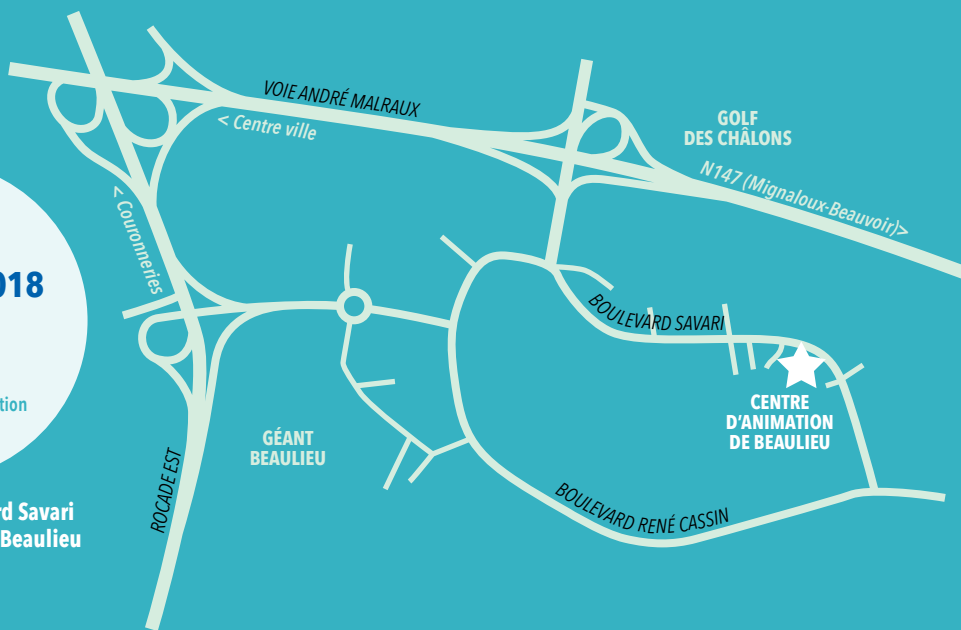 VOIE ANDRÉ MALRAUX
< Centre ville
GOLF
DES CHÂLONS
N147 (Mignaloux-Beauvoir)>
< Couronneries
BOULEVARD SAVARI
CENTRE
D'ANIMATION
DE BEAULIEU
GÉANT
BEAULIEU
ROCADE EST
BOULEVARD RENÉ CASSIN
018
tion
rd Savari
Beaulieu